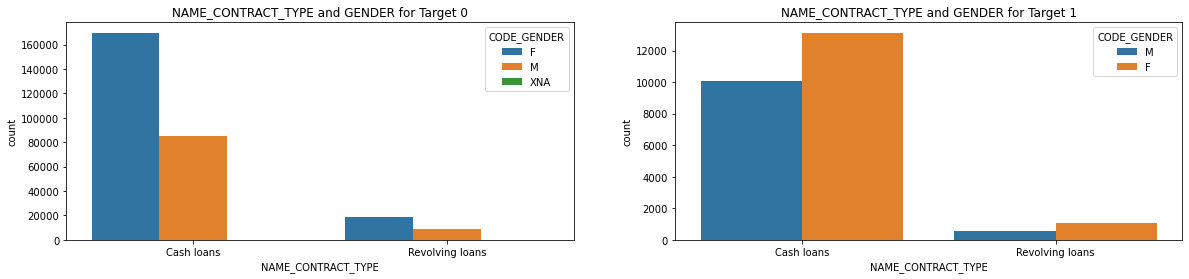 NAME_CONTRACT_TYPE and GENDER for Target 0
CODE_GENDER
F
M
XNA
160000
140000
120000
100000
80000
60000
40000
20000
0
count
Cash loans
Revolving loans
NAME_CONTRACT_TYPE
NAME_CONTRACT_TYPE and GENDER for Target 1
CODE_GENDER
M
F
12000
10000
8000
6000
4000
2000
0
count
Cash loans
Revolving loans
NAME_CONTRACT_TYPE